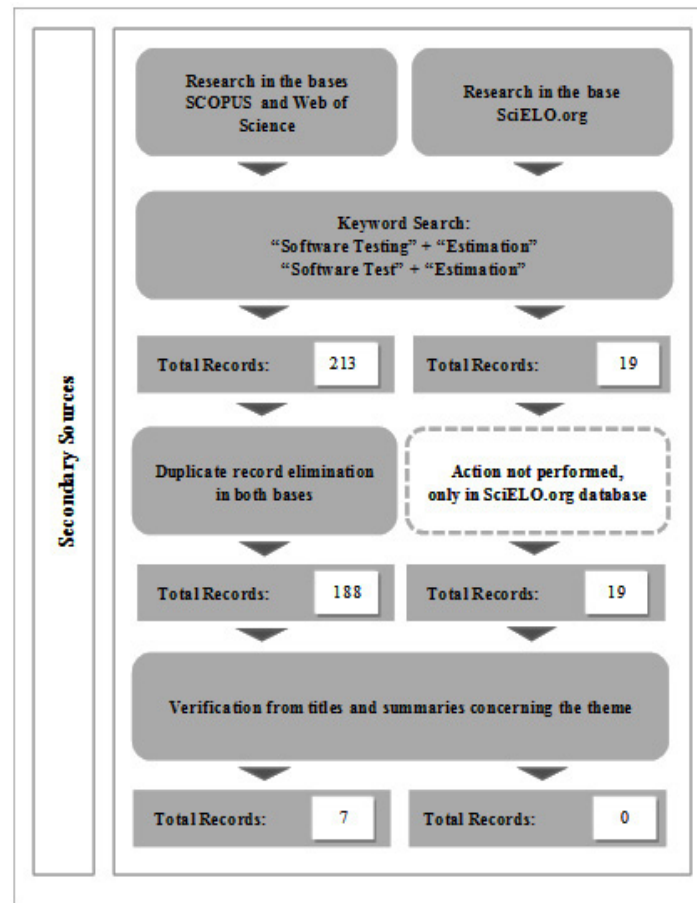 Secondary Sources
Research in the bases
SCOPUS and Web of
Science
Research in the base
SciELO.org
Keyword Search:
“Software Testing” + “Estimation”
“Software Test” + “Estimation”
Total Records: 213
Total Records: 19
Duplicate record elimination
in both bases
Action not performed,
only in SciELO.org database
Total Records: 188
Total Records: 19
Verification from titles and summaries concerning the theme
Total Records: 7
Total Records: 0